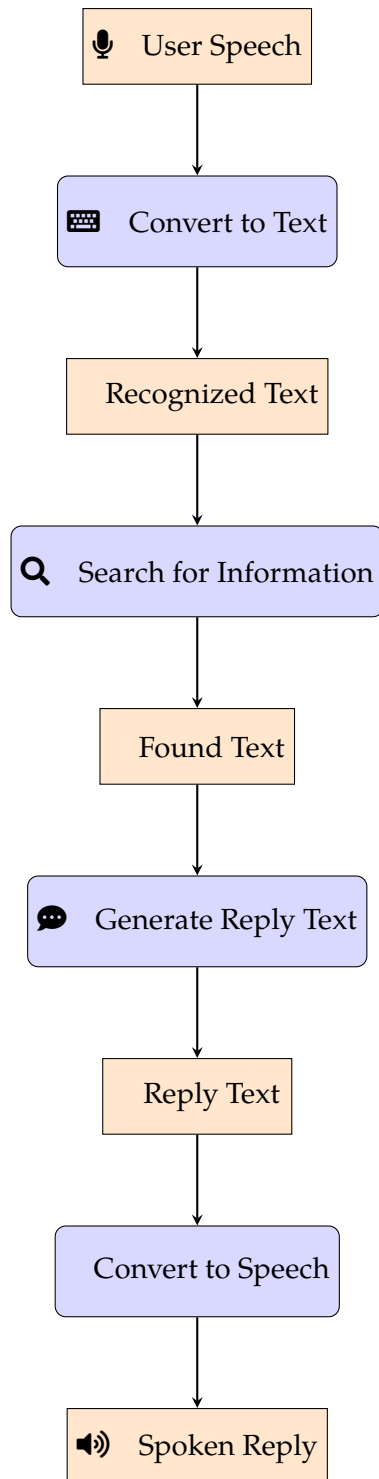 User Speech
Convert to Text
Recognized Text
Search for Information
Found Text
Generate Reply Text
Reply Text
Convert to Speech
Spoken Reply